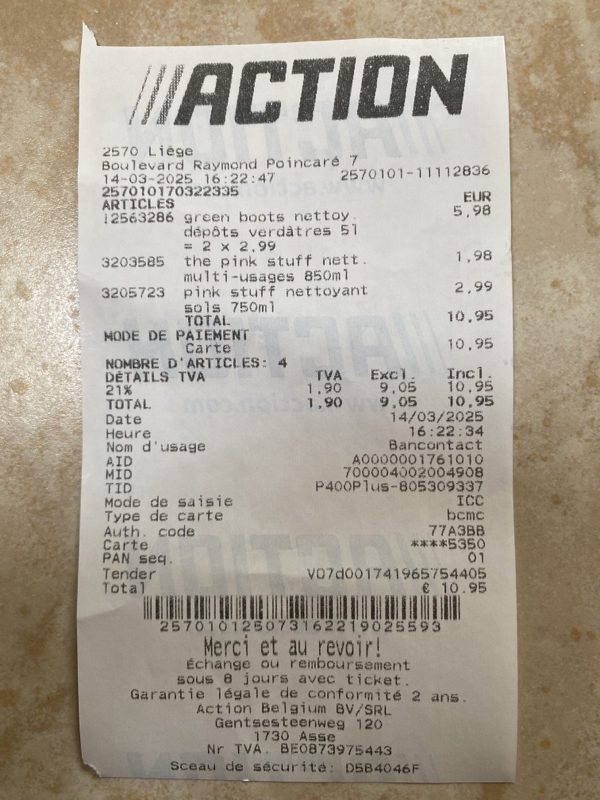 ///ACTION
2570 Liège
Boulevard Raymond Poincaré 7
14-03-2025 16:22:47 2570101-11112836
257010170322335
ARTICLES EUR
12563286 green boots nettoy. 5,98
dépôts verdâtres 5l
= 2 x 2,99
3203585 the pink stuff nett. 1,98
multi-usages 850ml
3205723 pink stuff nettoyant 2,99
sols 750ml
TOTAL 10,95
MODE DE PAIEMENT
Carte 10,95
NOMBRE D'ARTICLES: 4
DÉTAILS TVA TVA Excl. Incl.
21% 1,90 9,05 10,95
TOTAL 1,90 9,05 10,95
Date 14/03/2025
Heure 16:22:34
Nom d'usage Bancontact
AID A0000001761010
MID 700004002004908
TID P400Plus-805309337
Mode de saisie ICC
Type de carte bcmc
Auth. code 77A3BB
Carte ****5350
PAN seq. 01
Tender V07d001741965754405
Total € 10.95
257010125073162219025593
Merci et au revoir!
Échange ou remboursement
sous 8 jours avec ticket.
Garantie légale de conformité 2 ans.
Action Belgium BV/SRL
Gentsesteenweg 120
1730 Asse
Nr TVA. BE0873975443
Sceau de sécurité: D5B4046F